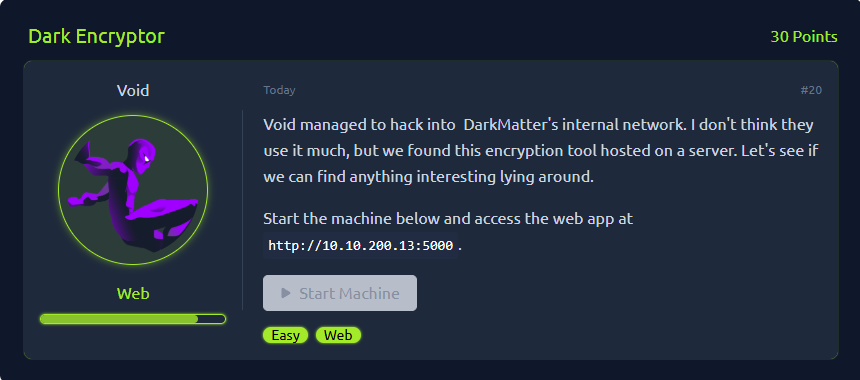 Dark Encryptor
30 Points
Void
Web
Today
#20
Void managed to hack into DarkMatter's internal network. I don't think they
use it much, but we found this encryption tool hosted on a server. Let's see if
we can find anything interesting lying around.
Start the machine below and access the web app at
http://10.10.200.13:5000.
Start Machine
Easy
Web